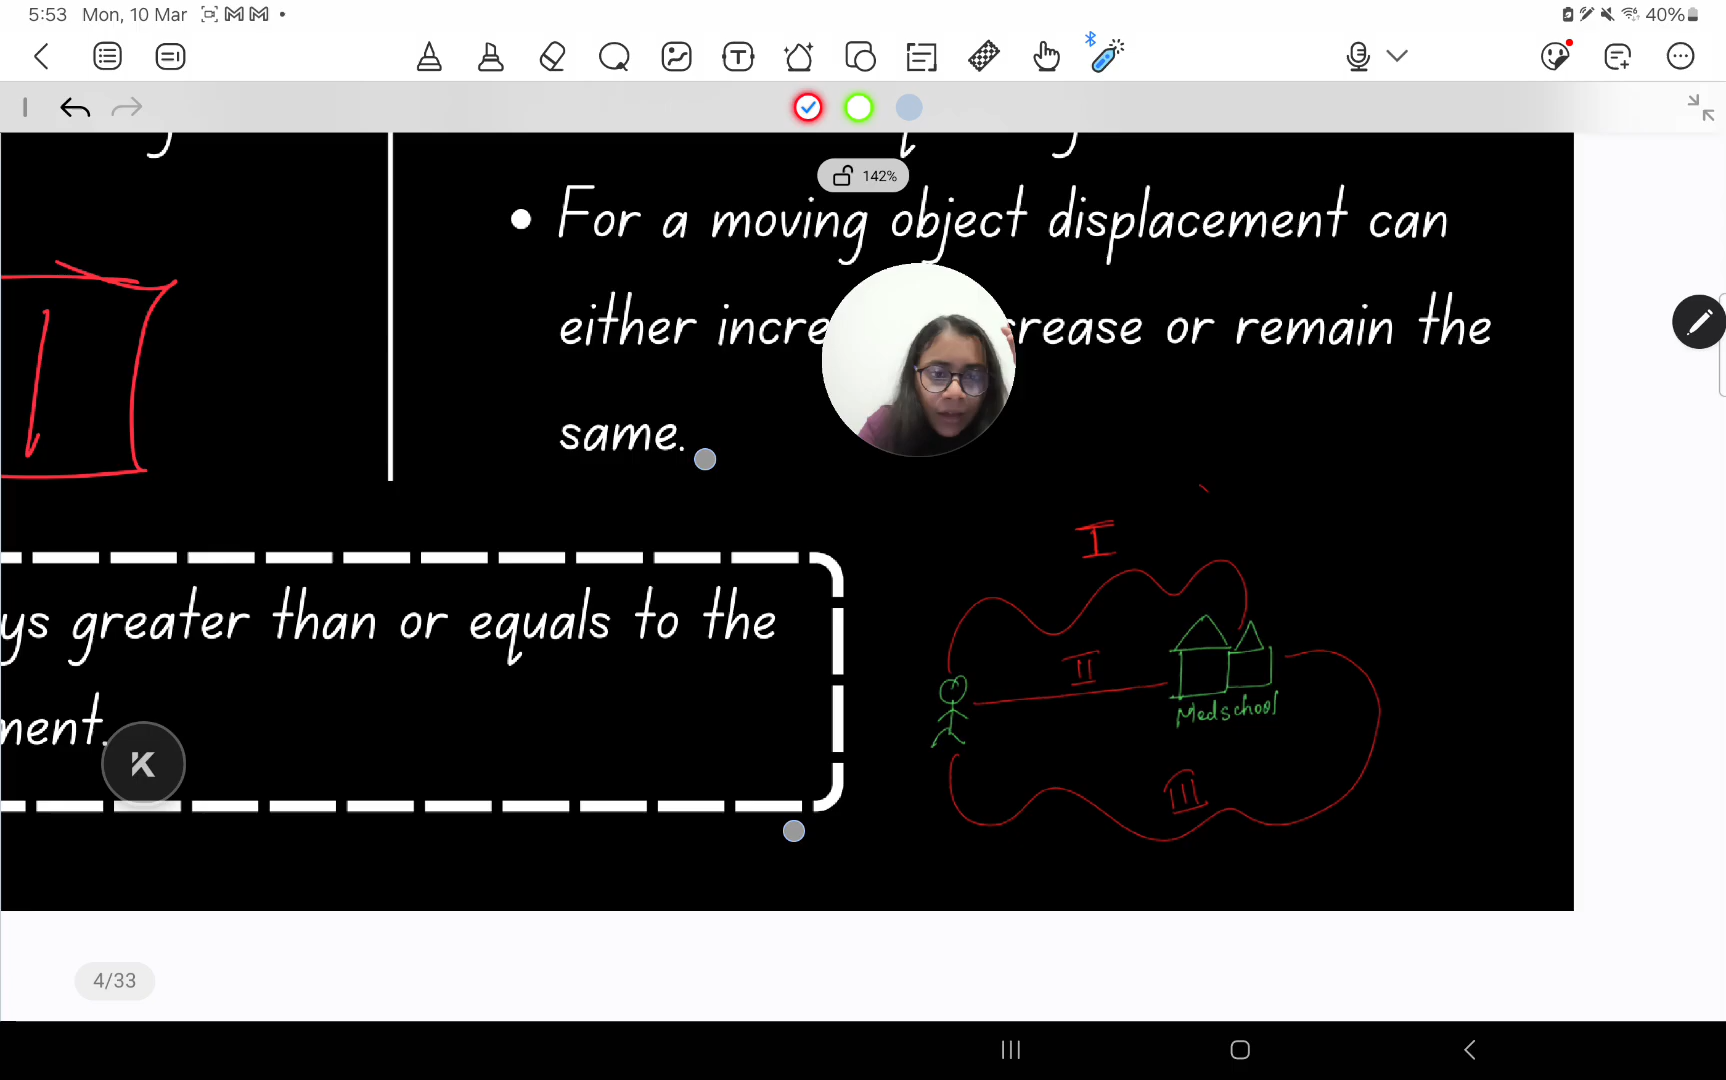 5:53 Mon, 10 Mar
40%
142%
For a moving object displacement can
either incre crease or remain the
same.
I
ys greater than or equals to the
II
Medschool
ment.
K
III
4/33